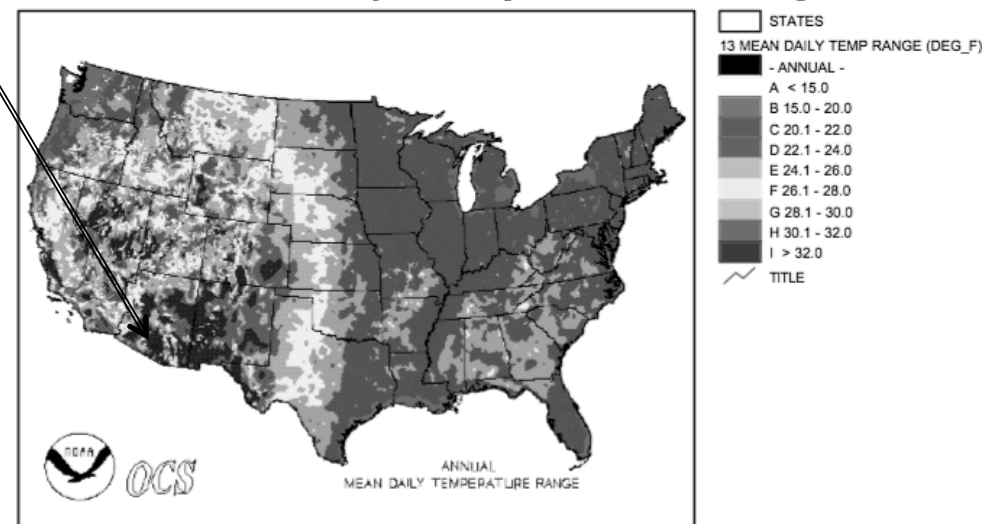 STATES
13 MEAN DAILY TEMP RANGE (DEG_F)
- ANNUAL -
A < 15.0
B 15.0 - 20.0
C 20.1 - 22.0
D 22.1 - 24.0
E 24.1 - 26.0
F 26.1 - 28.0
G 28.1 - 30.0
H 30.1 - 32.0
I > 32.0
TITLE
NOAA
OCS
ANNUAL
MEAN DAILY TEMPERATURE RANGE